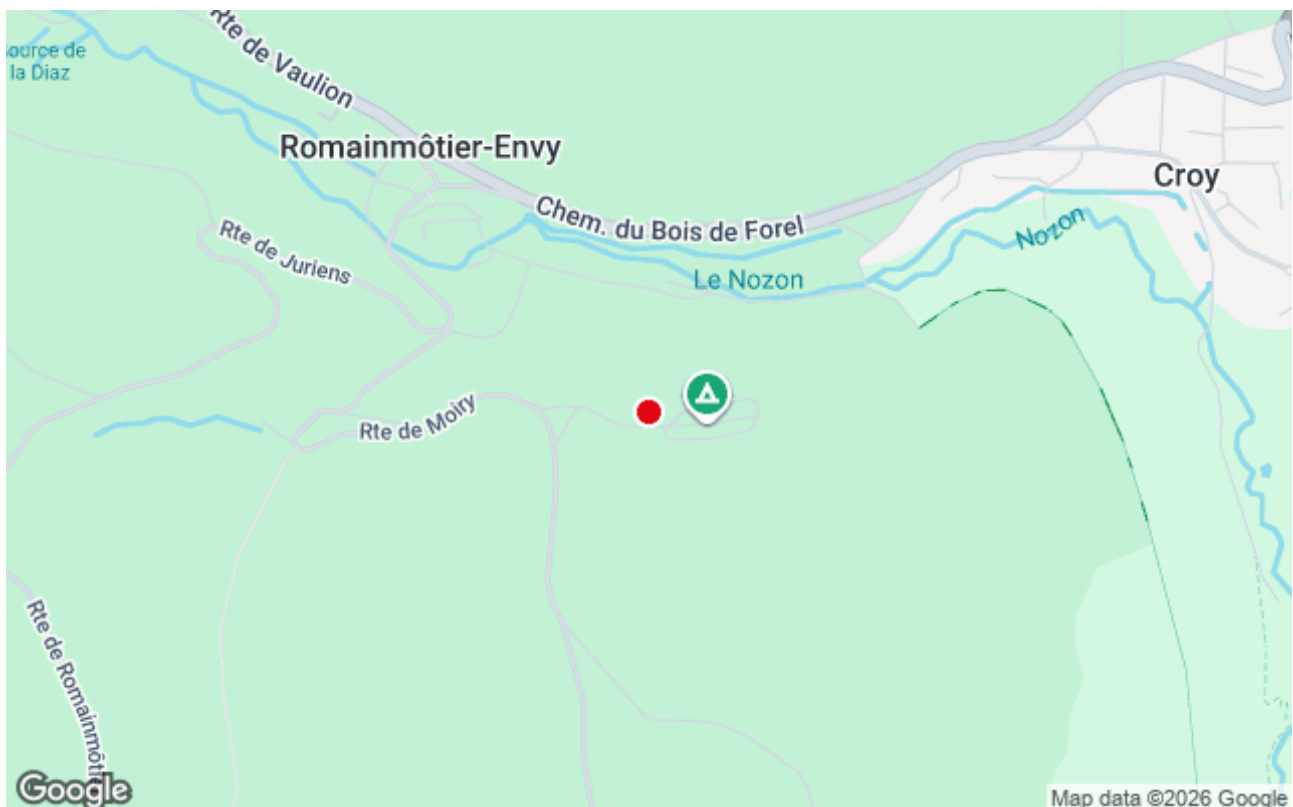 Rte de Vaulion
source de
la Diaz
Romainmôtier-Envy
Croy
Chem. du Bois de Forel
Nozon
Rte de Juriens
Le Nozon
Rte de Moiry
Rte de Romainmôtie
Google
Map data ©2026 Google